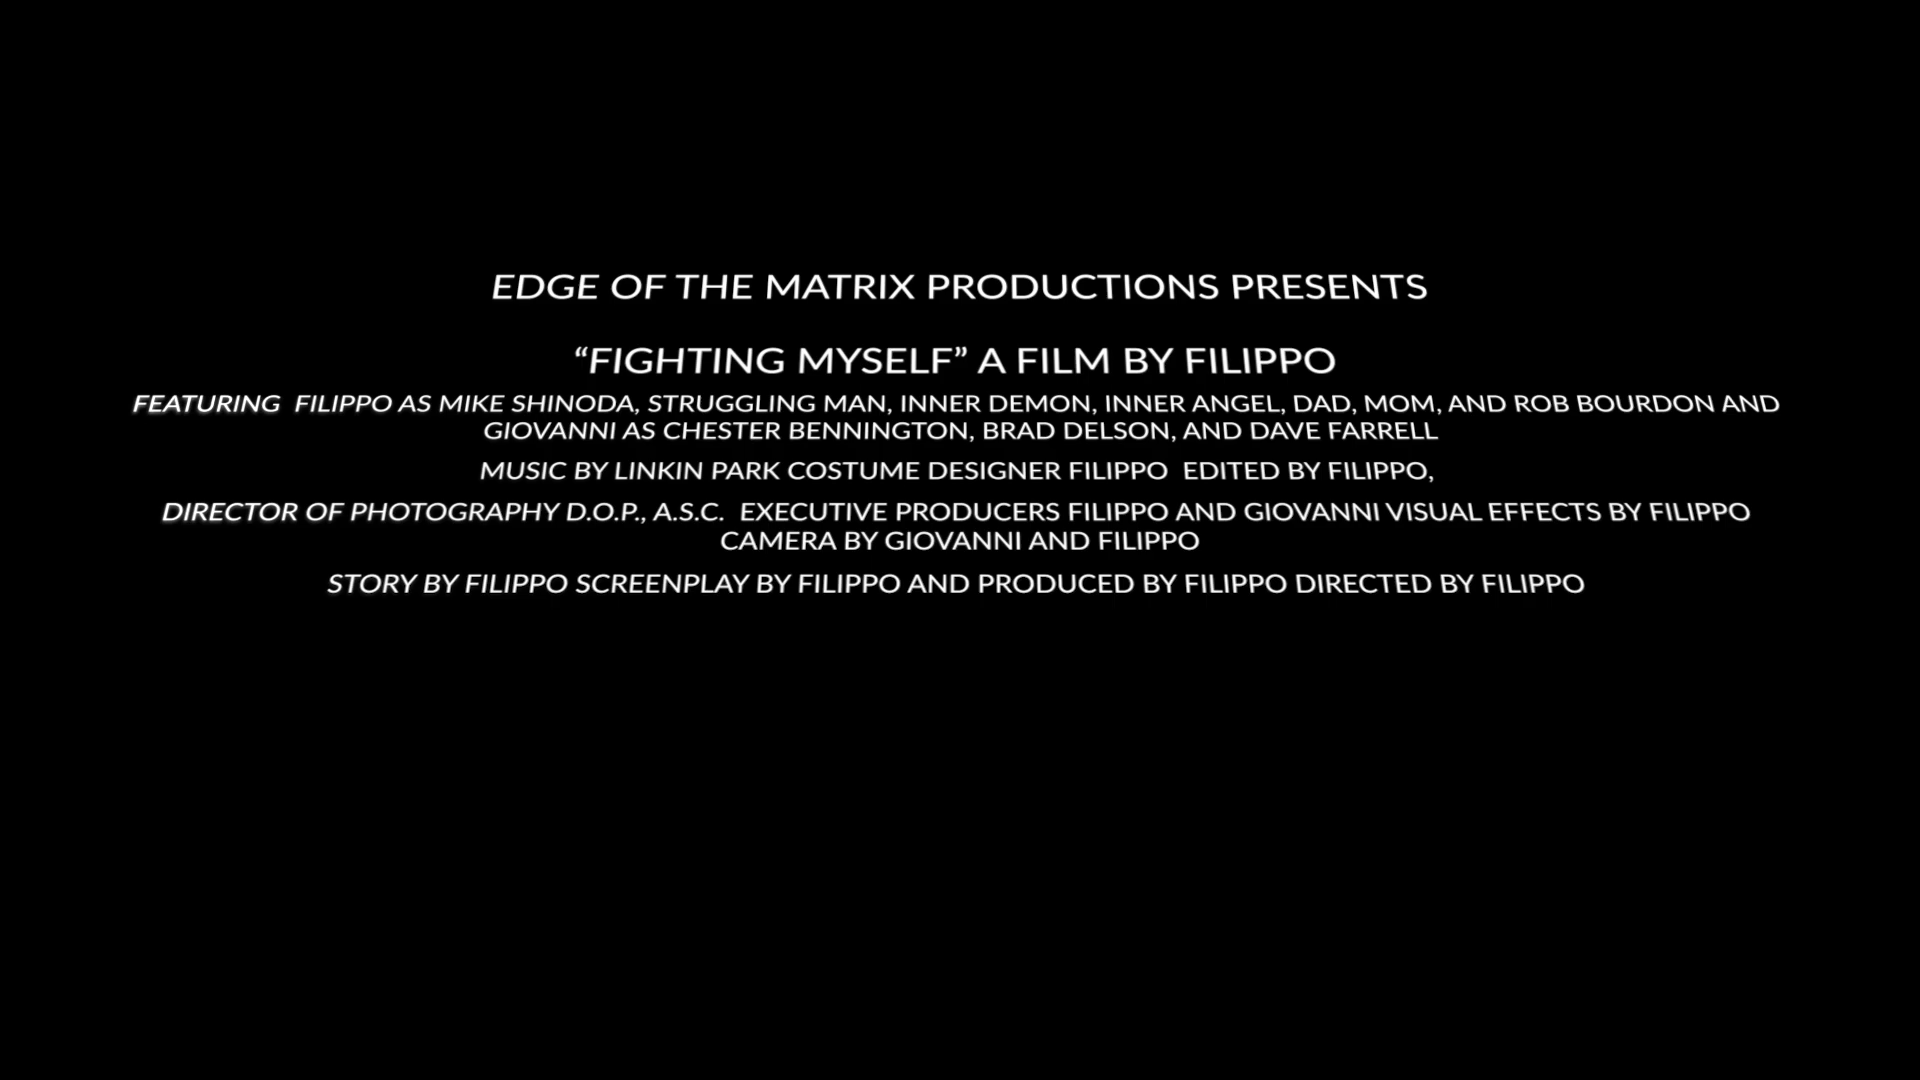 EDGE OF THE MATRIX PRODUCTIONS PRESENTS
“FIGHTING MYSELF” A FILM BY FILIPPO
FEATURING FILIPPO AS MIKE SHINODA, STRUGGLING MAN, INNER DEMON, INNER ANGEL, DAD, MOM, AND ROB BOURDON AND
GIOVANNI AS CHESTER BENNINGTON, BRAD DELSON, AND DAVE FARRELL
MUSIC BY LINKIN PARK COSTUME DESIGNER FILIPPO EDITED BY FILIPPO,
DIRECTOR OF PHOTOGRAPHY D.O.P., A.S.C. EXECUTIVE PRODUCERS FILIPPO AND GIOVANNI VISUAL EFFECTS BY FILIPPO
CAMERA BY GIOVANNI AND FILIPPO
STORY BY FILIPPO SCREENPLAY BY FILIPPO AND PRODUCED BY FILIPPO DIRECTED BY FILIPPO